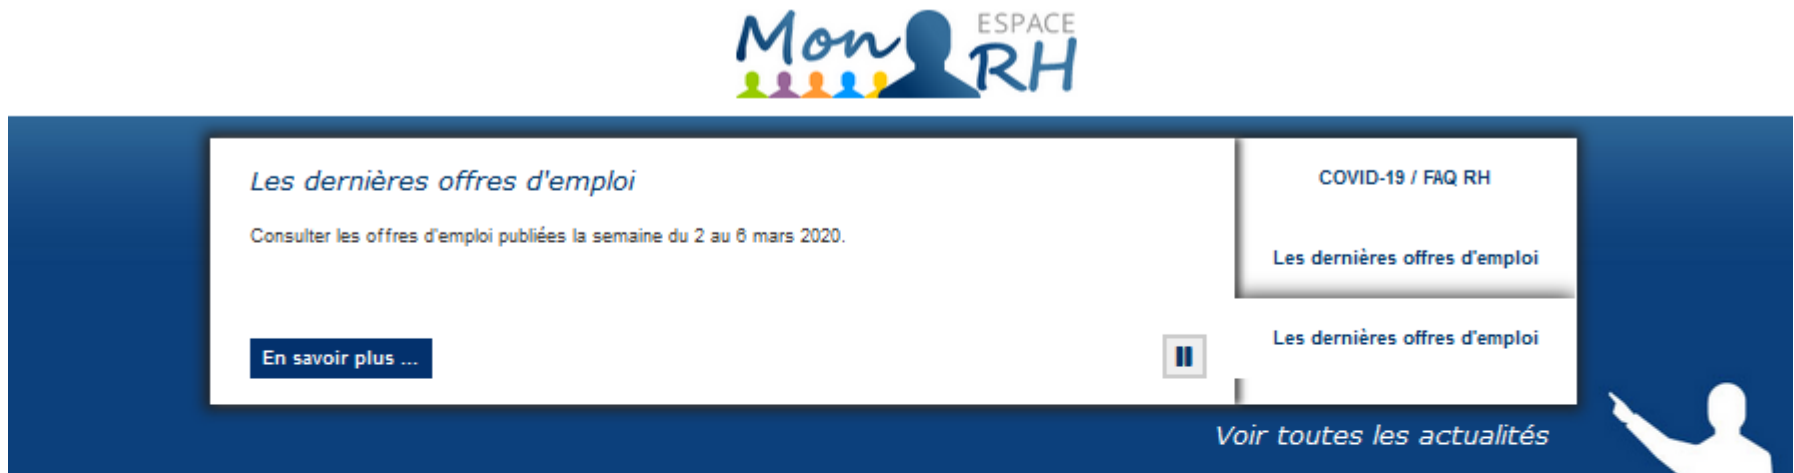 Mon ESPACE RH
Les dernières offres d'emploi
Consulter les offres d'emploi publiées la semaine du 2 au 6 mars 2020.
En savoir plus ...
COVID-19 / FAQ RH
Les dernières offres d'emploi
Les dernières offres d'emploi
Voir toutes les actualités